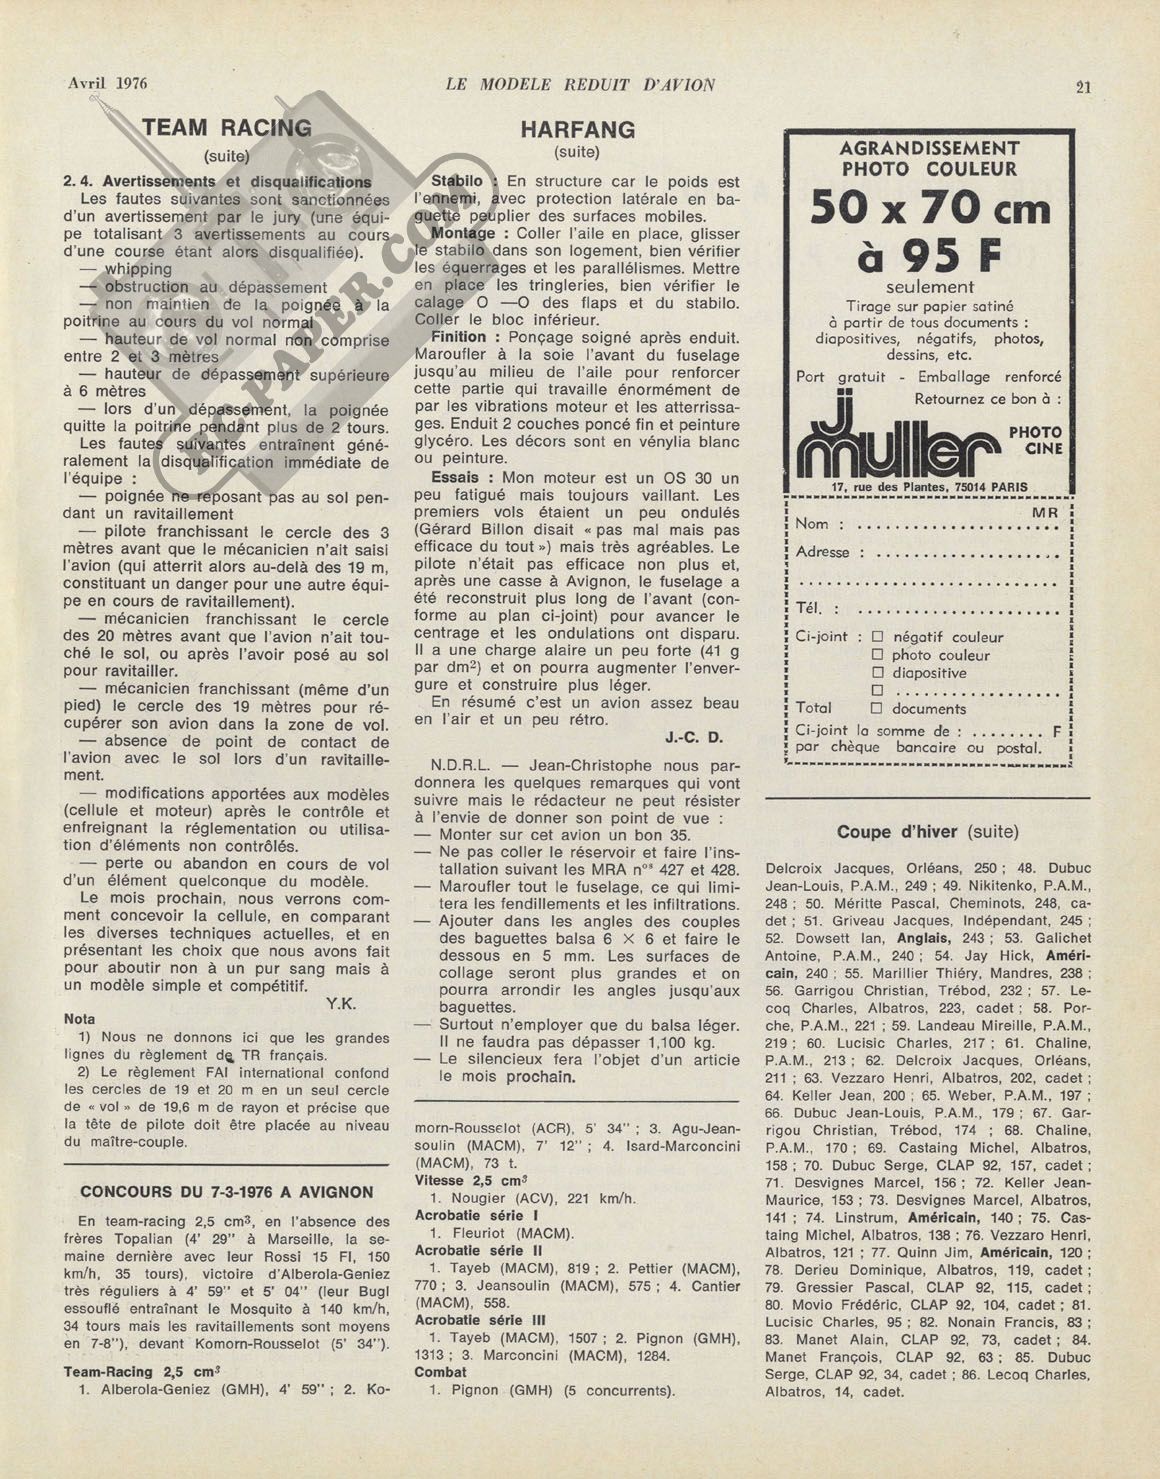 Avril 1976
LE MODELE REDUIT D'AVION
21
TEAM RACING
(suite)
2. 4. Avertissements et disqualifications
Les fautes suivantes sont sanctionnées
d'un avertissement par le jury (une équi-
pe totalisant 3 avertissements au cours
d'une course étant alors disqualifiée).
— whipping
— obstruction au dépassement
— non maintien de la poignée à la
poitrine au cours du vol normal
— hauteur de vol normal non comprise
entre 2 et 3 mètres
— hauteur de dépassement supérieure
à 6 mètres
— lors d'un dépassement, la poignée
quitte la poitrine pendant plus de 2 tours.
Les fautes suivantes entraînent géné-
ralement la disqualification immédiate de
l'équipe :
— poignée ne reposant pas au sol pen-
dant un ravitaillement
— pilote franchissant le cercle des 3
mètres avant que le mécanicien n'ait saisi
l'avion (qui atterrit alors au-delà des 19 m,
constituant un danger pour une autre équi-
pe en cours de ravitaillement).
— mécanicien franchissant le cercle
des 20 mètres avant que l'avion n'ait tou-
ché le sol, ou après l'avoir posé au sol
pour ravitailler.
— mécanicien franchissant (même d'un
pied) le cercle des 19 mètres pour ré-
cupérer son avion dans la zone de vol.
— absence de point de contact de
l'avion avec le sol lors d'un ravitaille-
ment.
— modifications apportées aux modèles
(cellule et moteur) après le contrôle et
enfreignant la réglementation ou utilisa-
tion d'éléments non contrôlés.
— perte ou abandon en cours de vol
d'un élément quelconque du modèle.
Le mois prochain, nous verrons com-
ment concevoir la cellule, en comparant
les diverses techniques actuelles, et en
présentant les choix que nous avons fait
pour aboutir non à un pur sang mais à
un modèle simple et compétitif.
Y.K.
Nota
1) Nous ne donnons ici que les grandes
lignes du règlement de TR français.
2) Le règlement FAI international confond
les cercles de 19 et 20 m en un seul cercle
de « vol » de 19,6 m de rayon et précise que
la tête de pilote doit être placée au niveau
du maître-couple.
CONCOURS DU 7-3-1976 A AVIGNON
En team-racing 2,5 cm³, en l'absence des
frères Topalian (4' 29'' à Marseille, la se-
maine dernière avec leur Rossi 15 FI, 150
km/h, 35 tours), victoire d'Alberola-Geniez
très réguliers à 4' 59'' et 5' 04'' (leur Bugl
essouflé entraînant le Mosquito à 140 km/h,
34 tours mais les ravitaillements sont moyens
en 7-8''), devant Komorn-Rousselot (5' 34'').
Team-Racing 2,5 cm³
1. Alberola-Geniez (GMH), 4' 59'' ; 2. Ko-
HARFANG
(suite)
Stabilo : En structure car le poids est
l'ennemi, avec protection latérale en ba-
guette peuplier des surfaces mobiles.
Montage : Coller l'aile en place, glisser
le stabilo dans son logement, bien vérifier
les équerrages et les parallélismes. Mettre
en place les tringleries, bien vérifier le
calage O —O des flaps et du stabilo.
Coller le bloc inférieur.
Finition : Ponçage soigné après enduit.
Maroufler à la soie l'avant du fuselage
jusqu'au milieu de l'aile pour renforcer
cette partie qui travaille énormément de
par les vibrations moteur et les atterrissa-
ges. Enduit 2 couches poncé fin et peinture
glycéro. Les décors sont en vénylia blanc
ou peinture.
Essais : Mon moteur est un OS 30 un
peu fatigué mais toujours vaillant. Les
premiers vols étaient un peu ondulés
(Gérard Billon disait « pas mal mais pas
efficace du tout ») mais très agréables. Le
pilote n'était pas efficace non plus et,
après une casse à Avignon, le fuselage a
été reconstruit plus long de l'avant (con-
forme au plan ci-joint) pour avancer le
centrage et les ondulations ont disparu.
Il a une charge alaire un peu forte (41 g
par dm²) et on pourra augmenter l'enver-
gure et construire plus léger.
En résumé c'est un avion assez beau
en l'air et un peu rétro.
J.-C. D.
N.D.R.L. — Jean-Christophe nous par-
donnera les quelques remarques qui vont
suivre mais le rédacteur ne peut résister
à l'envie de donner son point de vue :
— Monter sur cet avion un bon 35.
— Ne pas coller le réservoir et faire l'ins-
tallation suivant les MRA nos 427 et 428.
— Maroufler tout le fuselage, ce qui limi-
tera les fendillements et les infiltrations.
— Ajouter dans les angles des couples
des baguettes balsa 6 × 6 et faire le
dessous en 5 mm. Les surfaces de
collage seront plus grandes et on
pourra arrondir les angles jusqu'aux
baguettes.
— Surtout n'employer que du balsa léger.
Il ne faudra pas dépasser 1,100 kg.
— Le silencieux fera l'objet d'un article
le mois prochain.
morn-Rousselot (ACR), 5' 34'' ; 3. Agu-Jean-
soulin (MACM), 7' 12'' ; 4. Isard-Marconcini
(MACM), 73 t.
Vitesse 2,5 cm³
1. Nougier (ACV), 221 km/h.
Acrobatie série I
1. Fleuriot (MACM).
Acrobatie série II
1. Tayeb (MACM), 819 ; 2. Pettier (MACM),
770 ; 3. Jeansoulin (MACM), 575 ; 4. Cantier
(MACM), 558.
Acrobatie série III
1. Tayeb (MACM), 1507 ; 2. Pignon (GMH),
1313 ; 3. Marconcini (MACM), 1284.
Combat
1. Pignon (GMH) (5 concurrents).
AGRANDISSEMENT
PHOTO COULEUR
50 x 70 cm
à 95 F
seulement
Tirage sur papier satiné
à partir de tous documents :
diapositives, négatifs, photos,
dessins, etc.
Port gratuit - Emballage renforcé
Retournez ce bon à :
jj muller PHOTO
CINE
17, rue des Plantes, 75014 PARIS
MR
Nom : ......................
Adresse : ....................
............................
Tél. : ......................
Ci-joint : ☐ négatif couleur
☐ photo couleur
☐ diapositive
☐ ..................
Total ☐ documents
Ci-joint la somme de : ........ F
par chèque bancaire ou postal.
Coupe d'hiver (suite)
Delcroix Jacques, Orléans, 250 ; 48. Dubuc
Jean-Louis, P.A.M., 249 ; 49. Nikitenko, P.A.M.,
248 ; 50. Méritte Pascal, Cheminots, 248, ca-
det ; 51. Griveau Jacques, Indépendant, 245 ;
52. Dowsett Ian, Anglais, 243 ; 53. Galichet
Antoine, P.A.M., 240 ; 54. Jay Hick, Améri-
cain, 240 ; 55. Marillier Thiéry, Mandres, 238 ;
56. Garrigou Christian, Trébod, 232 ; 57. Le-
coq Charles, Albatros, 223, cadet ; 58. Por-
che, P.A.M., 221 ; 59. Landeau Mireille, P.A.M.,
219 ; 60. Lucisic Charles, 217 ; 61. Chaline,
P.A.M., 213 ; 62. Delcroix Jacques, Orléans,
211 ; 63. Vezzaro Henri, Albatros, 202, cadet ;
64. Keller Jean, 200 ; 65. Weber, P.A.M., 197 ;
66. Dubuc Jean-Louis, P.A.M., 179 ; 67. Gar-
rigou Christian, Trébod, 174 ; 68. Chaline,
P.A.M., 170 ; 69. Castaing Michel, Albatros,
158 ; 70. Dubuc Serge, CLAP 92, 157, cadet ;
71. Desvignes Marcel, 156 ; 72. Keller Jean-
Maurice, 153 ; 73. Desvignes Marcel, Albatros,
141 ; 74. Linstrum, Américain, 140 ; 75. Cas-
taing Michel, Albatros, 138 ; 76. Vezzaro Henri,
Albatros, 121 ; 77. Quinn Jim, Américain, 120 ;
78. Derieu Dominique, Albatros, 119, cadet ;
79. Gressier Pascal, CLAP 92, 115, cadet ;
80. Movio Frédéric, CLAP 92, 104, cadet ; 81.
Lucisic Charles, 95 ; 82. Nonain Francis, 83 ;
83. Manet Alain, CLAP 92, 73, cadet ; 84.
Manet François, CLAP 92, 63 ; 85. Dubuc
Serge, CLAP 92, 34, cadet ; 86. Lecoq Charles,
Albatros, 14, cadet.
RC-PAPER.COM